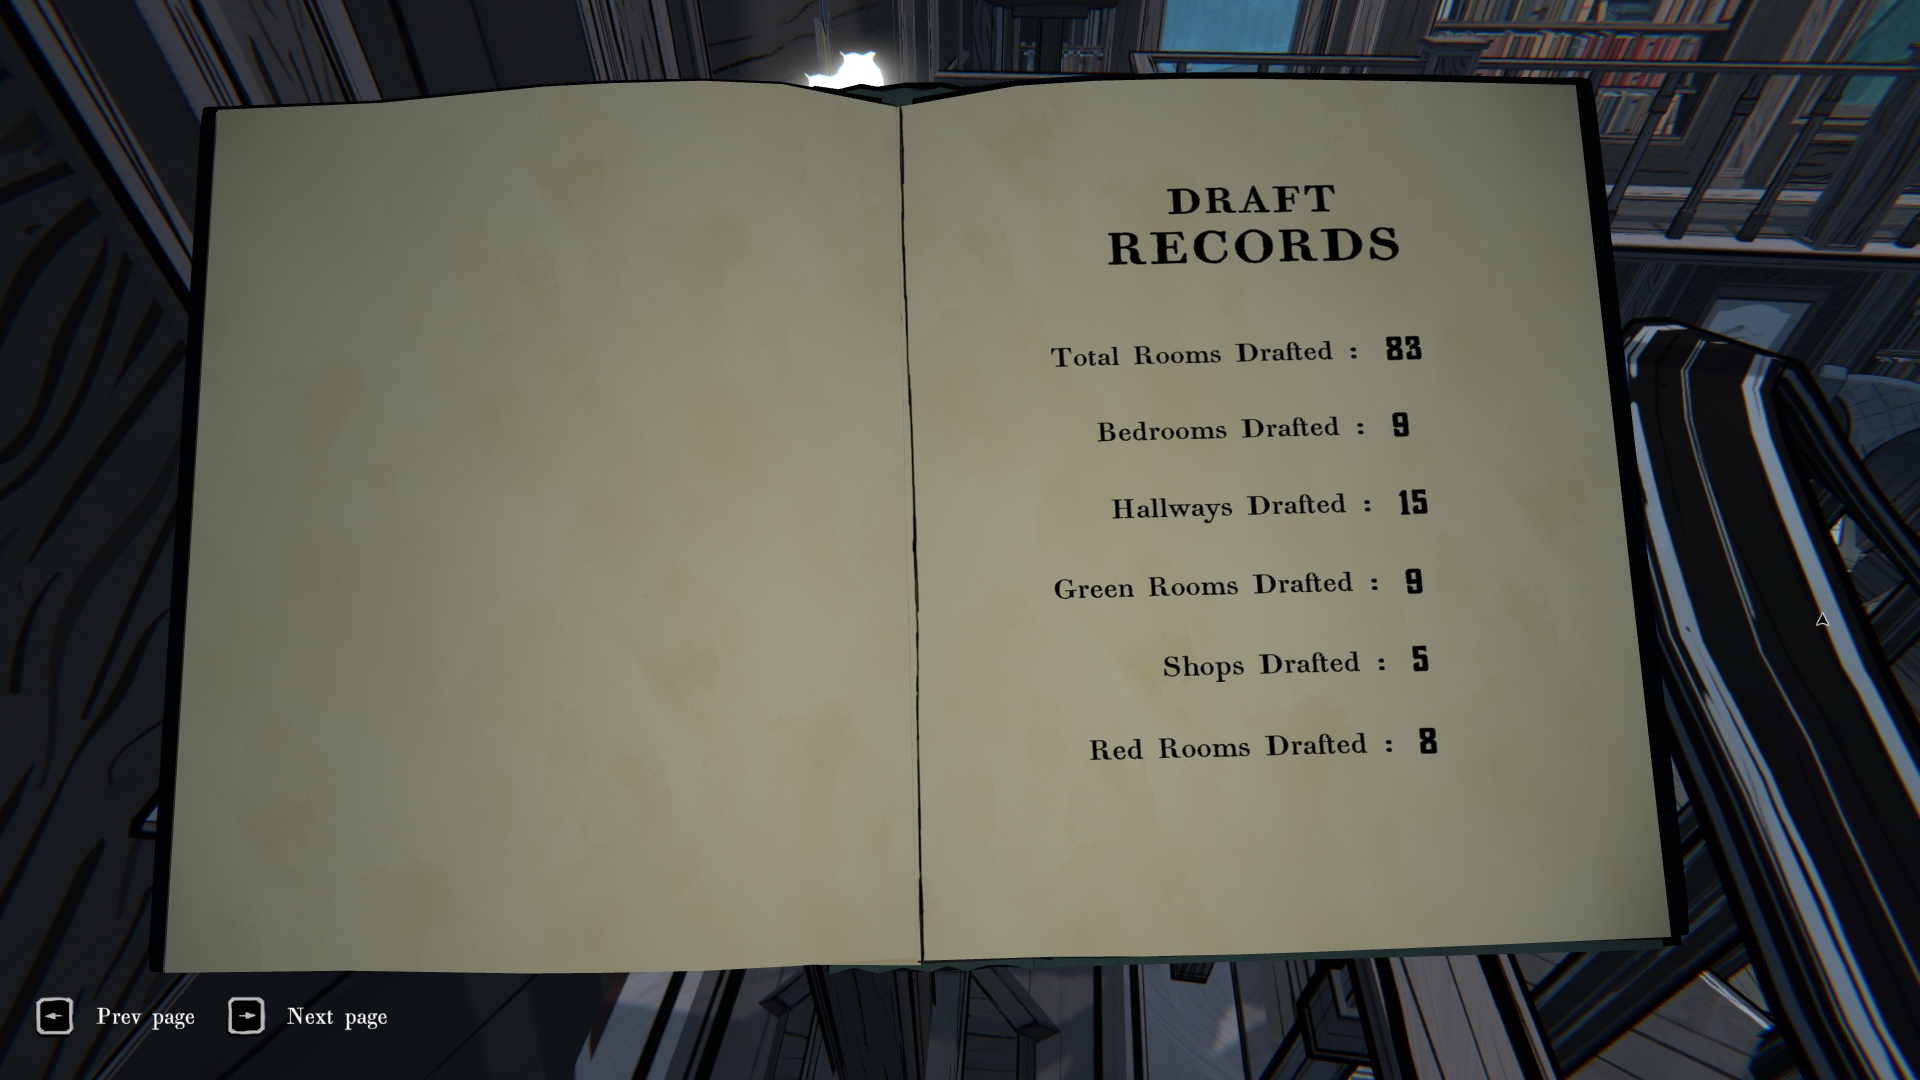 DRAFT
RECORDS
Total Rooms Drafted : 83
Bedrooms Drafted : 9
Hallways Drafted : 15
Green Rooms Drafted : 9
Shops Drafted : 5
Red Rooms Drafted : 8
Prev page
Next page